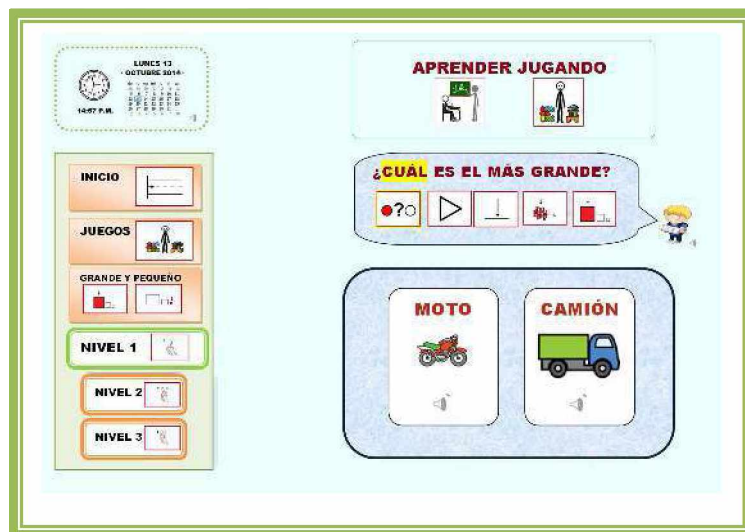 LUNES 13
OCTUBRE 2014
14:57 P.M.
APRENDER JUGANDO
INICIO
JUEGOS
GRANDE Y PEQUEÑO
NIVEL 1
NIVEL 2
NIVEL 3
¿CUÁL ES EL MÁS GRANDE?
?
MOTO
CAMIÓN